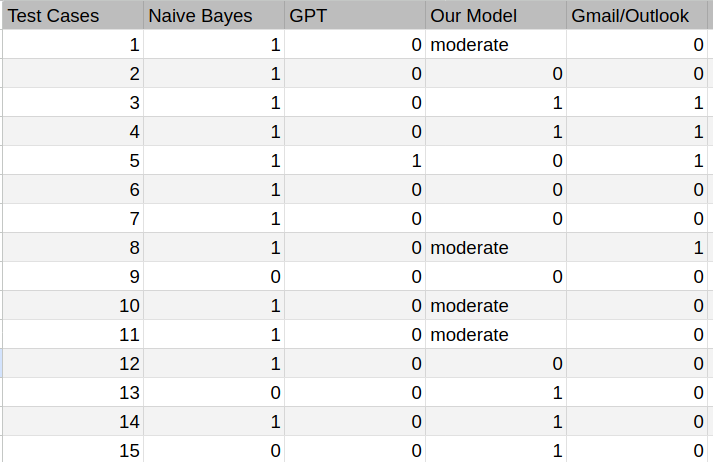 Test Cases Naive Bayes GPT Our Model Gmail/Outlook
1 1 0 moderate 0
2 1 0 0 0
3 1 0 1 1
4 1 0 1 1
5 1 1 0 1
6 1 0 0 0
7 1 0 0 0
8 1 0 moderate 1
9 0 0 0 0
10 1 0 moderate 0
11 1 0 moderate 0
12 1 0 0 0
13 0 0 1 0
14 1 0 1 0
15 0 0 1 0